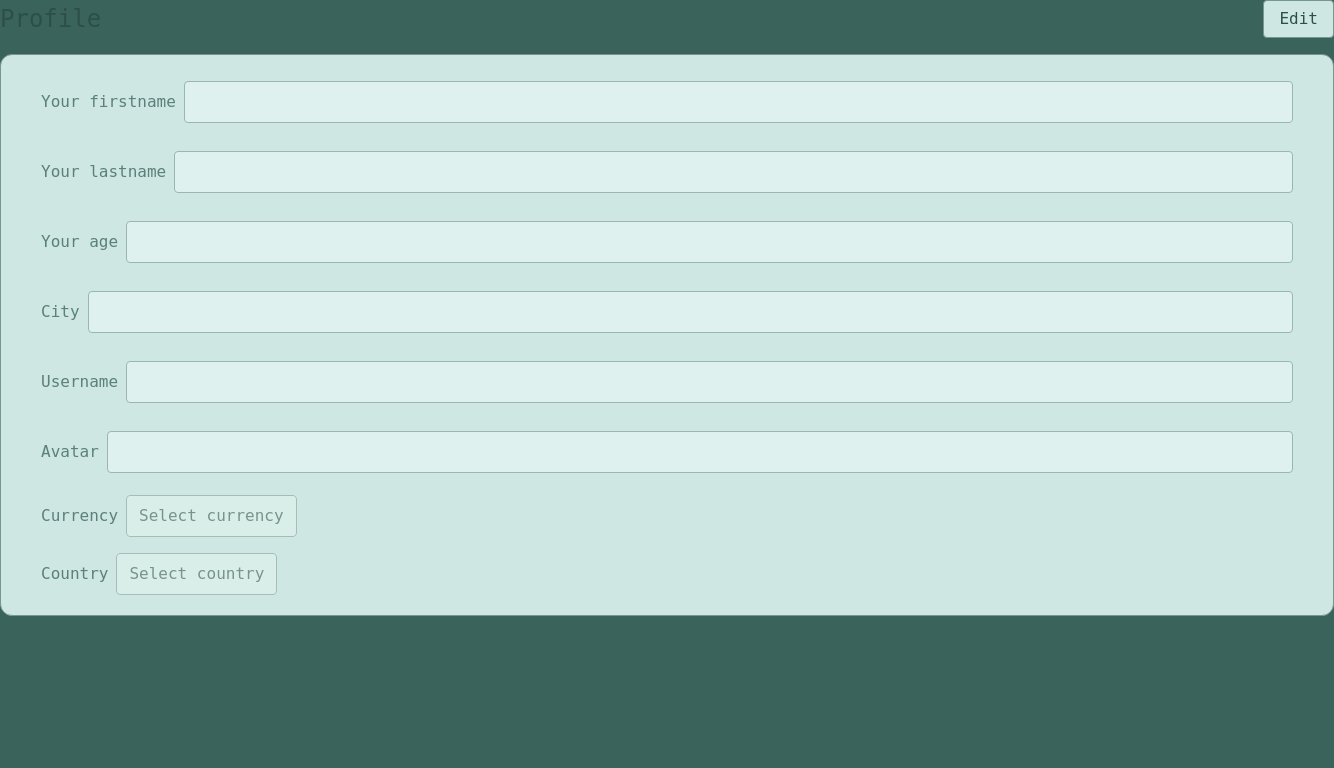 Profile
Edit
Your firstname
Your lastname
Your age
City
Username
Avatar
Currency Select currency
Country Select country